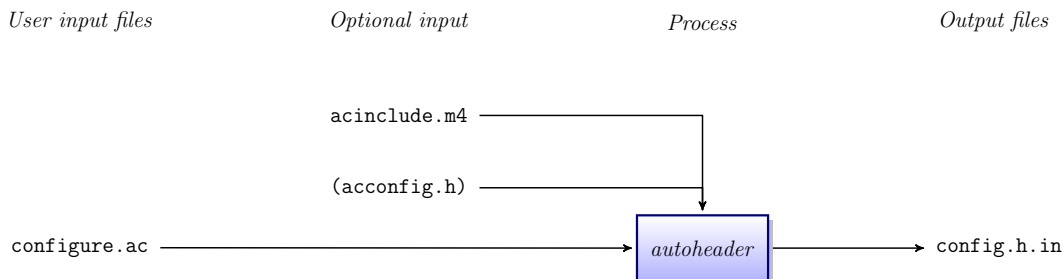 User input files Optional input Process Output files
acinclude.m4
(acconfig.h)
configure.ac autoheader config.h.in